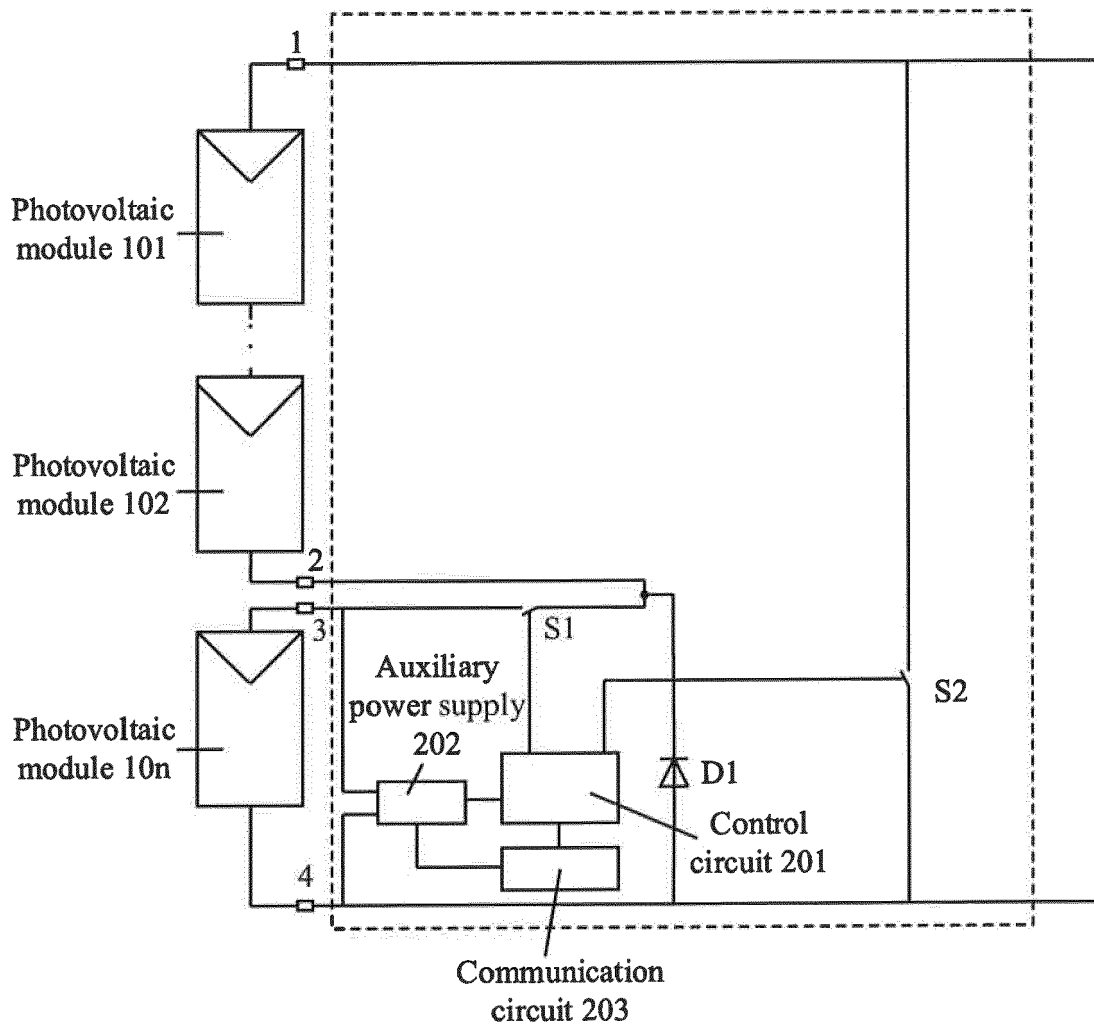 1
Photovoltaic
module 101
Photovoltaic
module 102
2
3
S1
Auxiliary
power supply
202
S2
Photovoltaic
module 10n
D1
Control
circuit 201
4
Communication
circuit 203